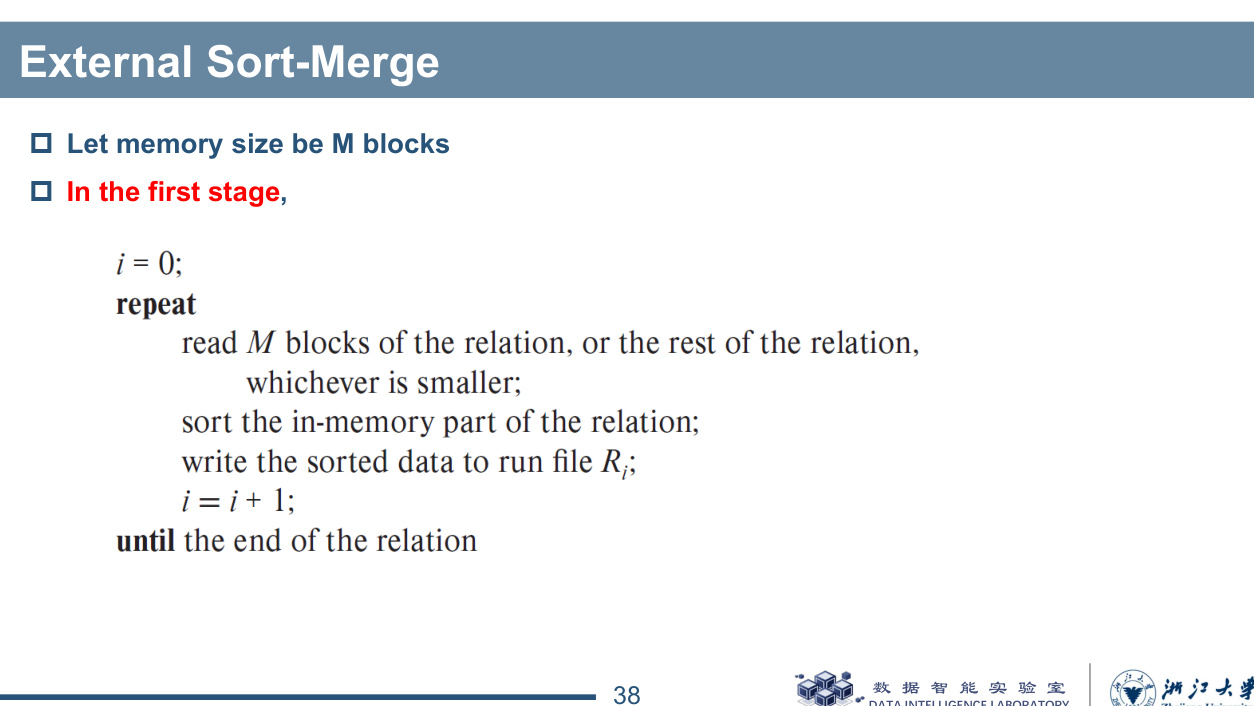 External Sort-Merge
Let memory size be M blocks
In the first stage,
i = 0;
repeat
read M blocks of the relation, or the rest of the relation,
whichever is smaller;
sort the in-memory part of the relation;
write the sorted data to run file Ri;
i = i + 1;
until the end of the relation
38
数据智能实验室
DATA INTELLIGENCE LABORATORY
浙江大学
Zhejiang University